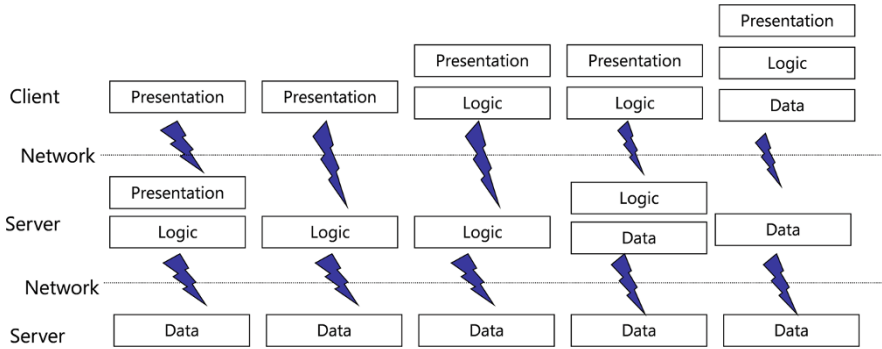 Presentation
Presentation Presentation Logic
Client Presentation Presentation Logic Logic Data
Network
Presentation Logic
Server Logic Logic Logic Data Data
Network
Server Data Data Data Data Data